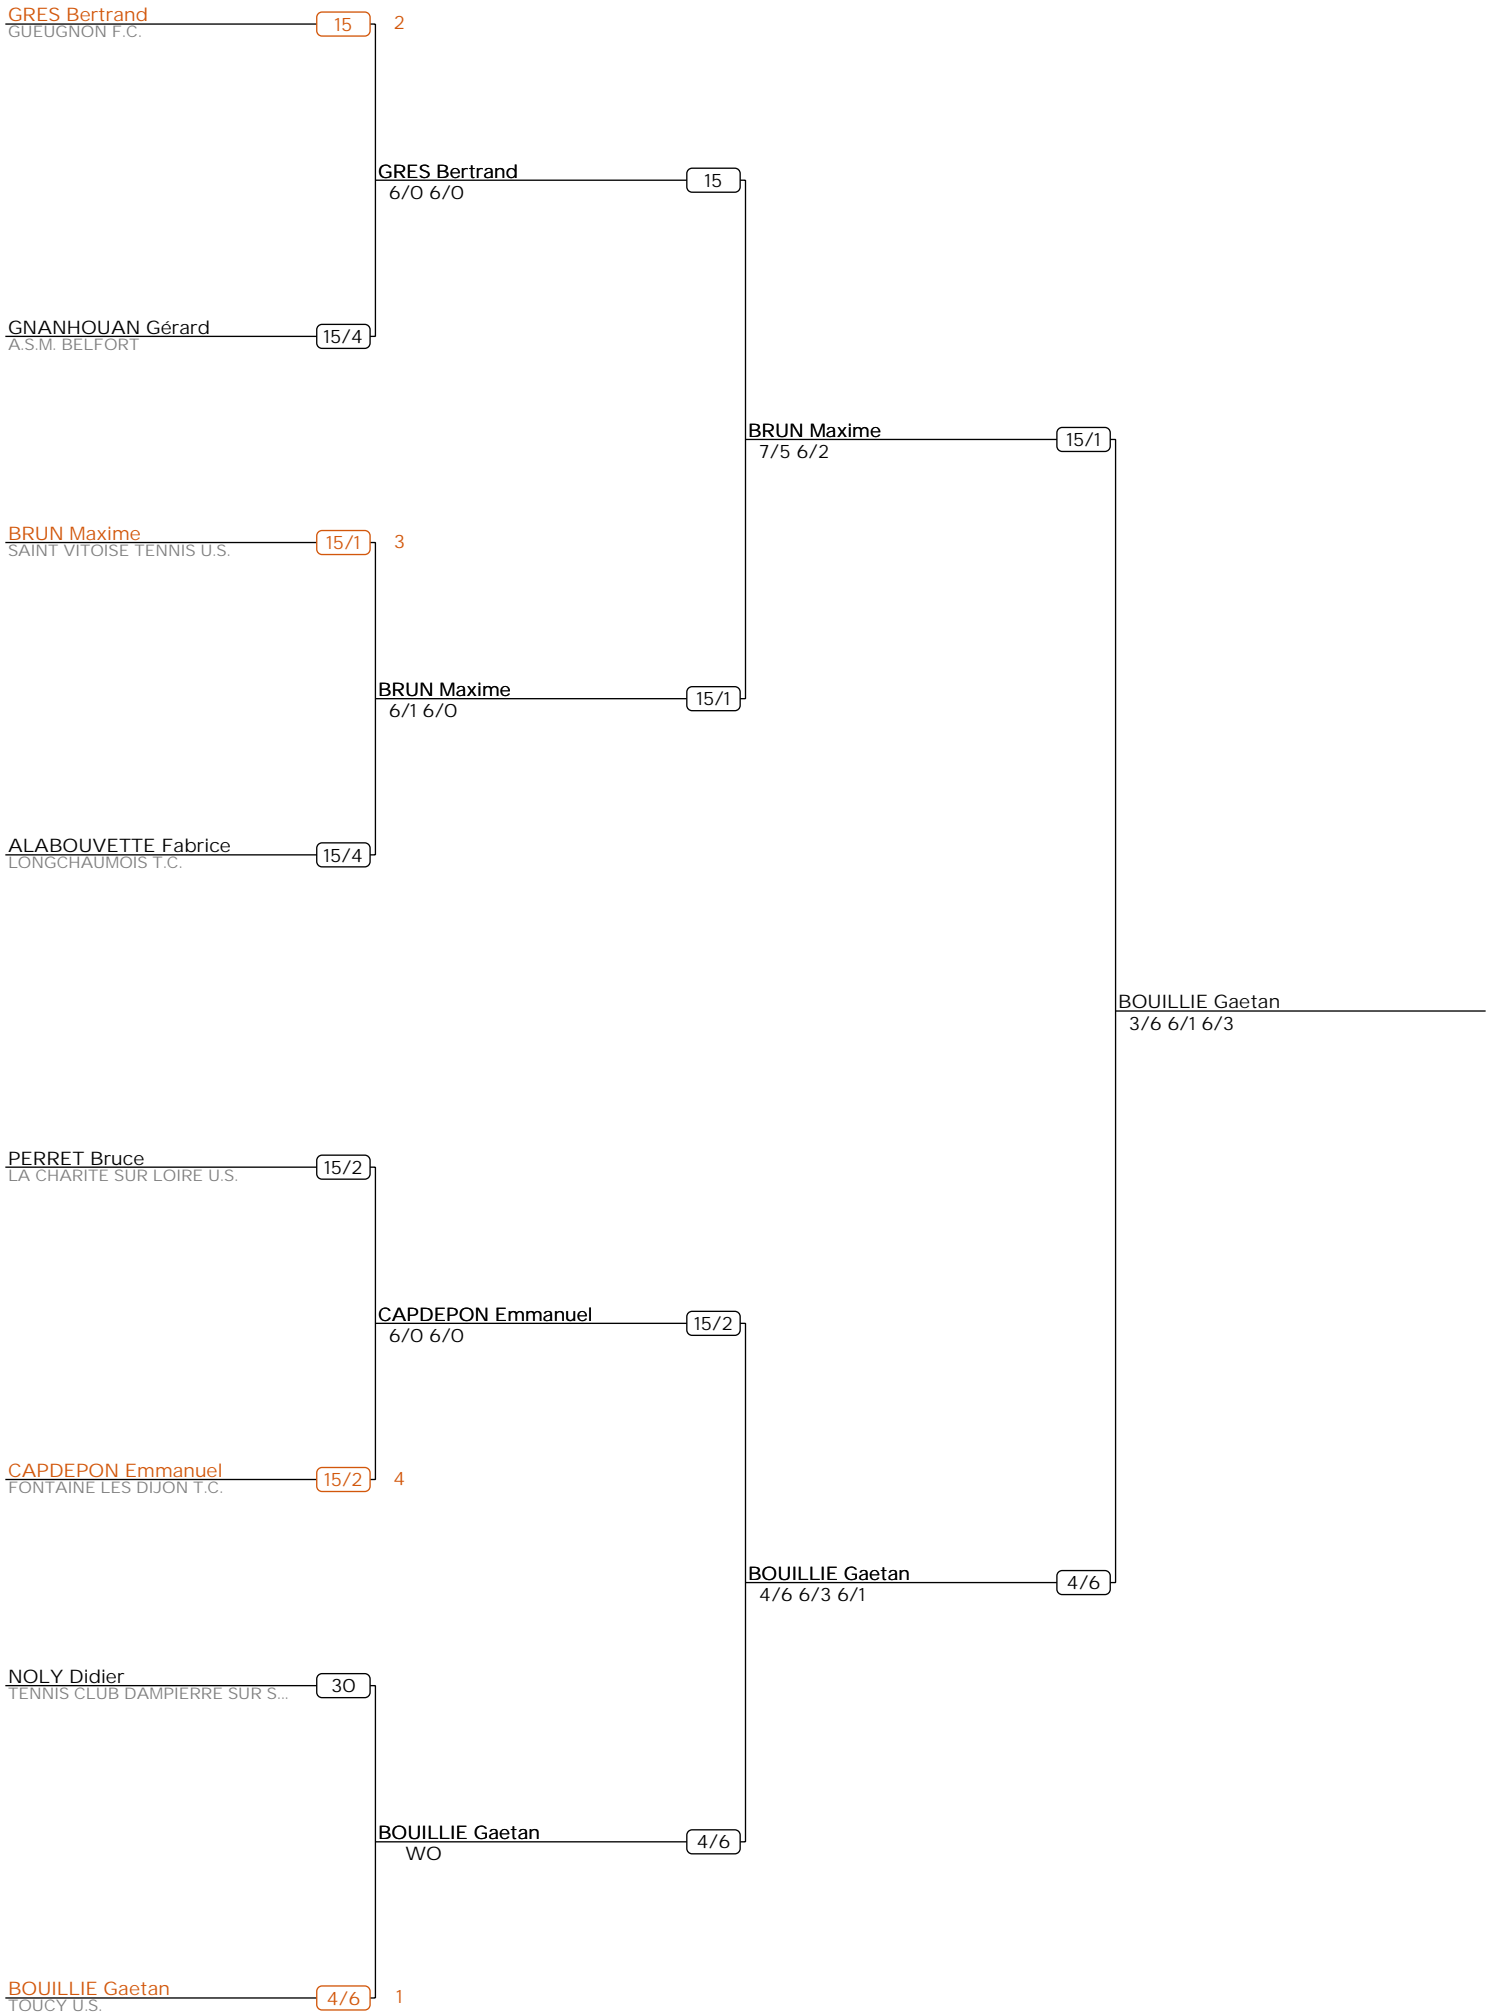 GRES Bertrand
GUEUGNON F.C.
15
2
GRES Bertrand
6/0 6/0
15
GNANHOUAN Gérard
A.S.M. BELFORT
15/4
BRUN Maxime
7/5 6/2
15/1
BRUN Maxime
SAINT VITOISE TENNIS U.S.
15/1
3
BRUN Maxime
6/1 6/0
15/1
ALABOUVETTE Fabrice
LONGCHAUMOIS T.C.
15/4
BOUILLIE Gaetan
3/6 6/1 6/3
PERRET Bruce
LA CHARITE SUR LOIRE U.S.
15/2
CAPDEPON Emmanuel
6/0 6/0
15/2
CAPDEPON Emmanuel
FONTAINE LES DIJON T.C.
15/2
4
BOUILLIE Gaetan
4/6 6/3 6/1
4/6
NOLY Didier
TENNIS CLUB DAMPIERRE SUR S...
30
BOUILLIE Gaetan
WO
4/6
BOUILLIE Gaetan
TOUCY U.S.
4/6
1